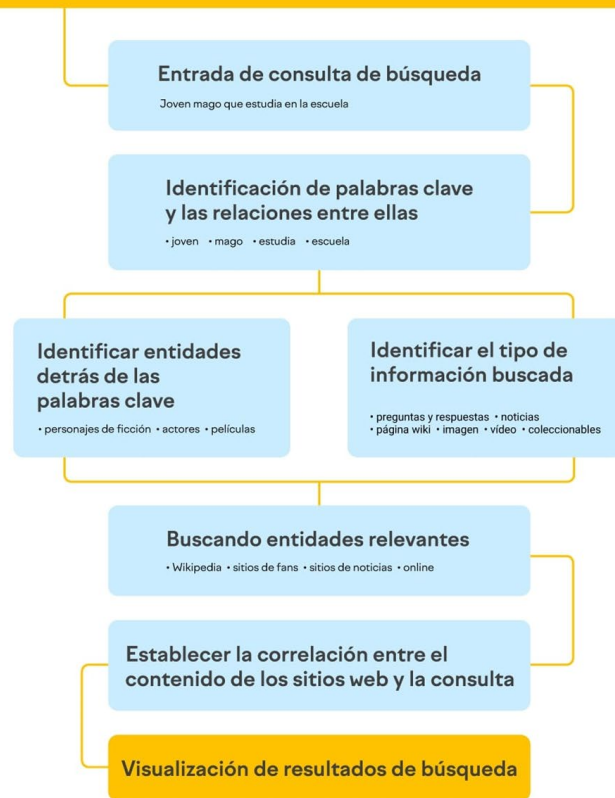 Entrada de consulta de búsqueda
Joven mago que estudia en la escuela
Identificación de palabras clave
y las relaciones entre ellas
• joven • mago • estudia • escuela
Identificar entidades
detrás de las
palabras clave
• personajes de ficción • actores • películas
Identificar el tipo de
información buscada
• preguntas y respuestas • noticias
• página wiki • imagen • vídeo • coleccionables
Buscando entidades relevantes
• Wikipedia • sitios de fans • sitios de noticias • online
Establecer la correlación entre el
contenido de los sitios web y la consulta
Visualización de resultados de búsqueda